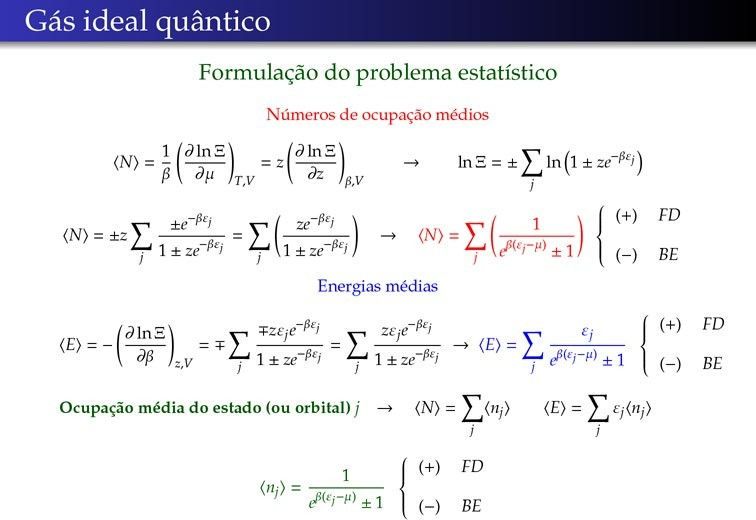 Gás ideal quântico
Formulação do problema estatístico
Números de ocupação médios
⟨N⟩ = 1/β (∂ ln Ξ/∂μ)_{T,V} = z (∂ ln Ξ/∂z)_{β,V} → ln Ξ = ± ∑_j ln(1 ± ze^{−βε_j})
⟨N⟩ = ±z ∑_j ±e^{−βε_j}/(1 ± ze^{−βε_j}) = ∑_j (ze^{−βε_j}/(1 ± ze^{−βε_j})) → ⟨N⟩ = ∑_j (1/(e^{β(ε_j−μ)} ± 1)) { (+) FD
(−) BE
Energias médias
⟨E⟩ = −(∂ ln Ξ/∂β)_{z,V} = ∓ ∑_j ∓zε_je^{−βε_j}/(1 ± ze^{−βε_j}) = ∑_j zε_je^{−βε_j}/(1 ± ze^{−βε_j}) → ⟨E⟩ = ∑_j ε_j/(e^{β(ε_j−μ)} ± 1) { (+) FD
(−) BE
Ocupação média do estado (ou orbital) j → ⟨N⟩ = ∑_j ⟨n_j⟩ ⟨E⟩ = ∑_j ε_j⟨n_j⟩
⟨n_j⟩ = 1/(e^{β(ε_j−μ)} ± 1) { (+) FD
(−) BE